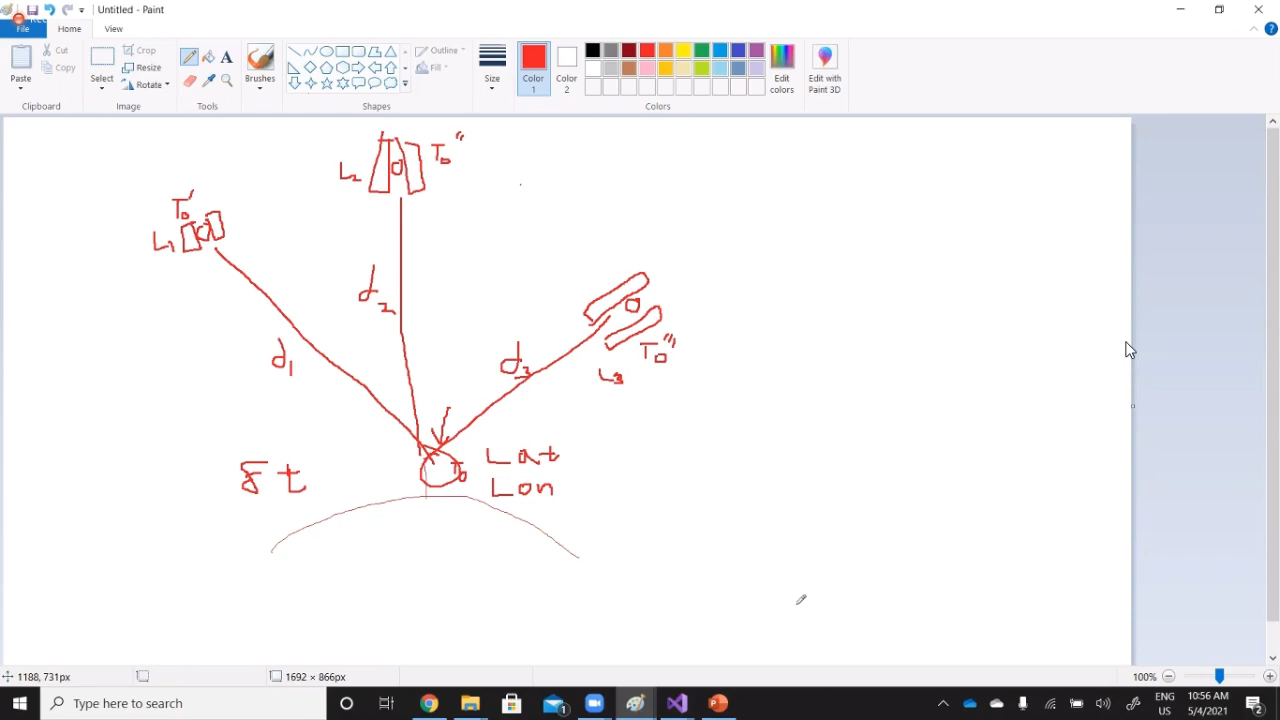 Untitled - Paint
File
Home
View
Paste
Cut
Copy
Clipboard
Select
Crop
Resize
Rotate
Image
Tools
Brushes
Shapes
Outline
Fill
Size
Color 1
Color 2
Edit colors
Edit with Paint 3D
Colors
L2
T0''
T0'
L1
d2
d1
d3
T0'''
L3
δt
T0
Lat
Lon
1188, 731px
1692 × 866px
100%
Type here to search
1
ENG
US
10:56 AM
5/4/2021
2